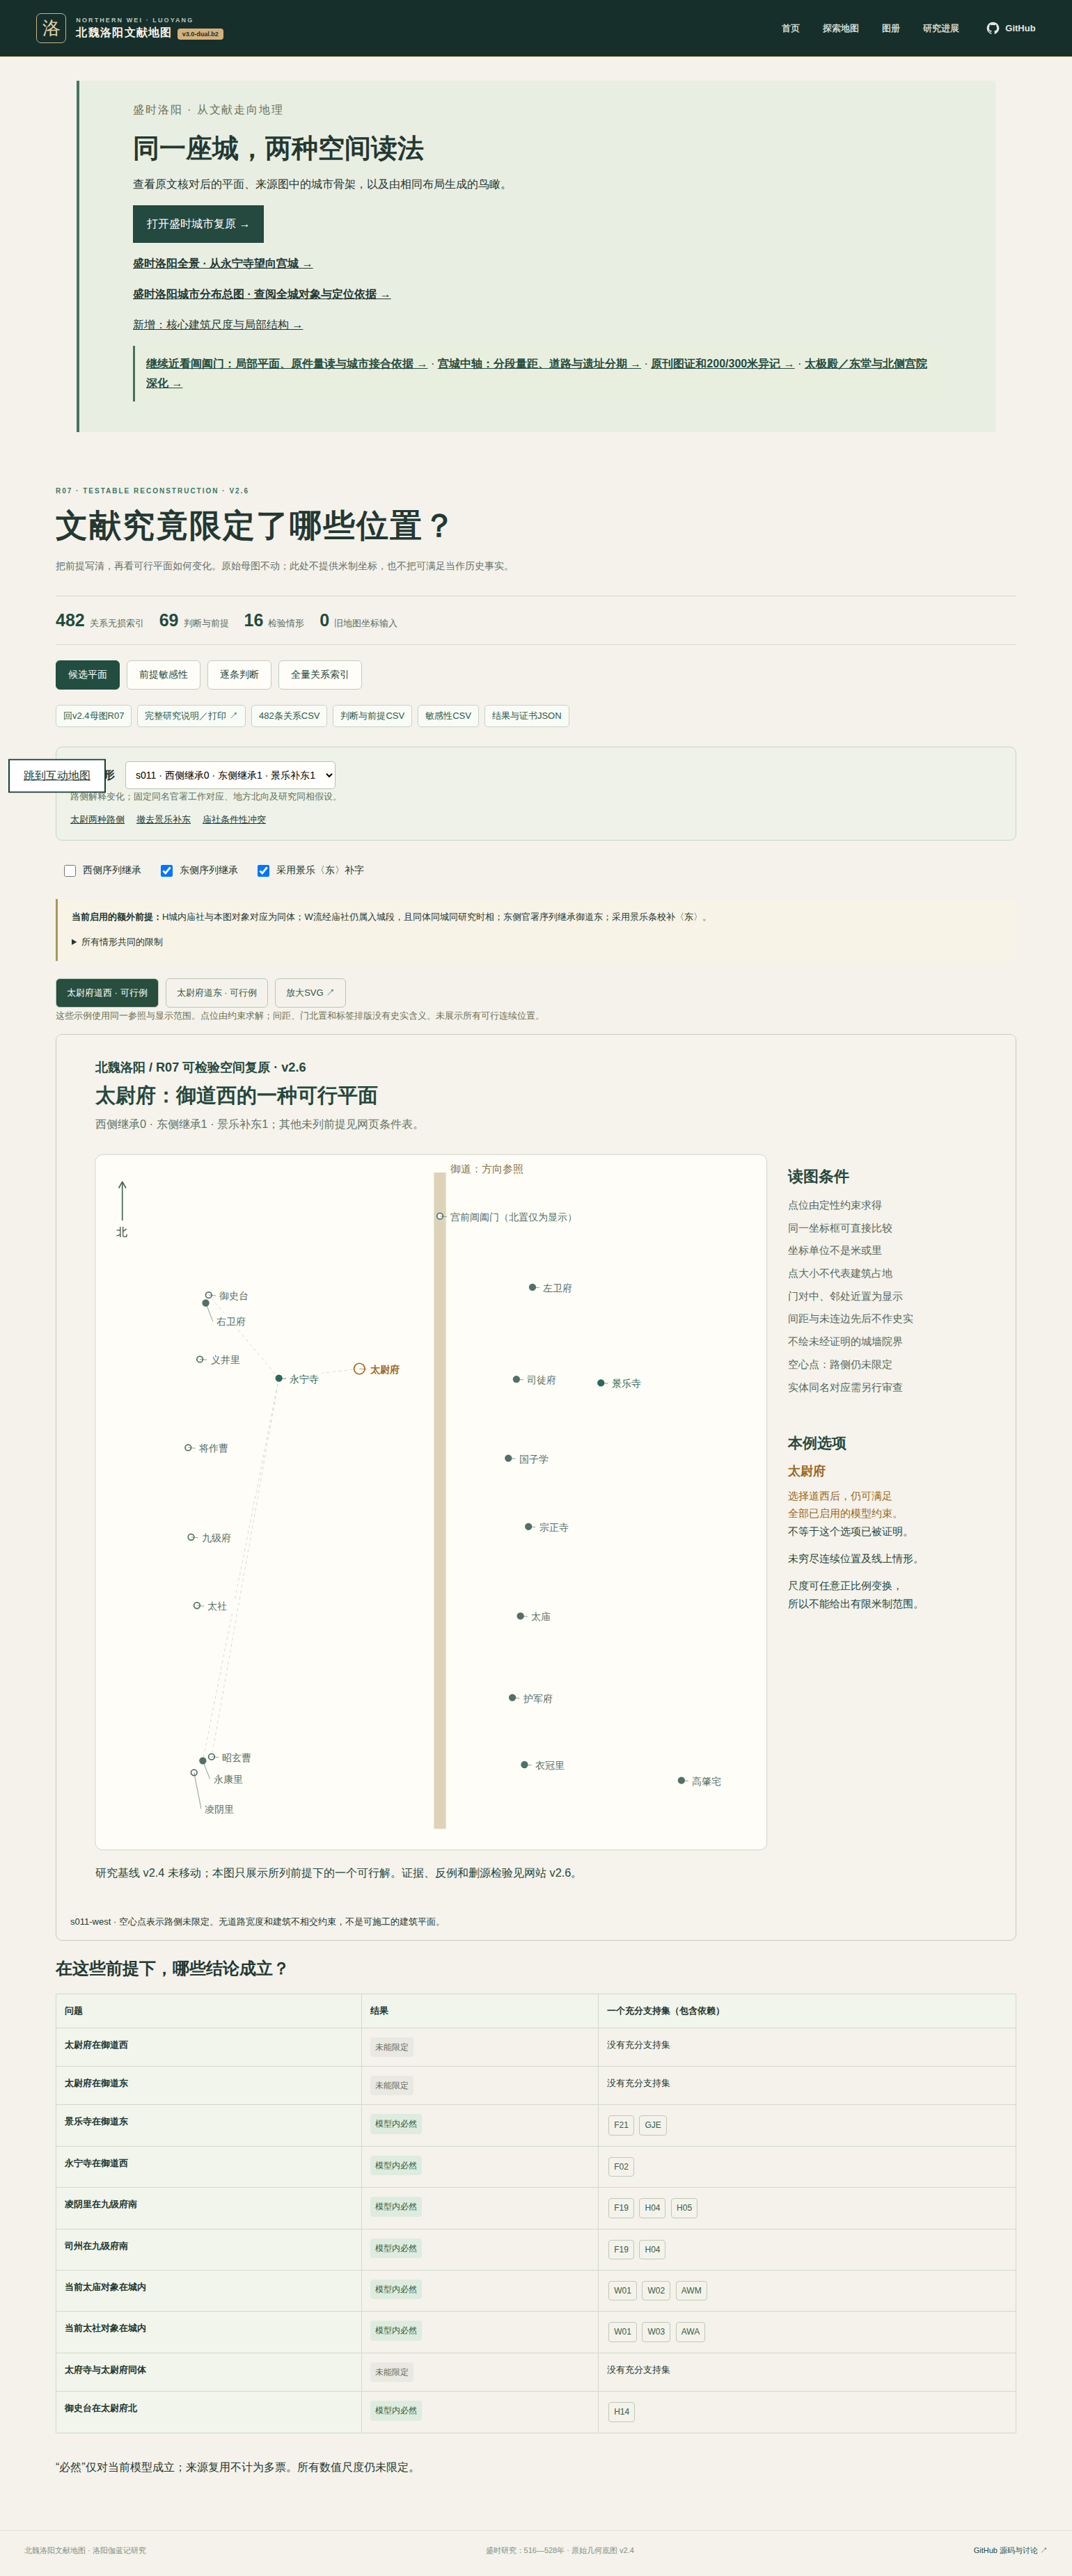 洛
NORTHERN WEI · LUOYANG
北魏洛阳文献地图 v3.0-dual.b2
首页 探索地图 图册 研究进展 GitHub
盛时洛阳 · 从文献走向地理
同一座城，两种空间读法
查看原文核对后的平面、来源图中的城市骨架，以及由相同布局生成的鸟瞰。
打开盛时城市复原 →
盛时洛阳全景 · 从永宁寺望向宫城 →
盛时洛阳城市分布总图 · 查阅全城对象与定位依据 →
新增：核心建筑尺度与局部结构 →
继续近看阊阖门：局部平面、原件量读与城市接合依据 → · 宫城中轴：分段量距、道路与遗址分期 → · 原刊图证和200/300米异记 → · 太极殿／东堂与北侧宫院
深化 →
R07 · TESTABLE RECONSTRUCTION · V2.6
文献究竟限定了哪些位置？
把前提写清，再看可行平面如何变化。原始母图不动；此处不提供米制坐标，也不把可满足当作历史事实。
482 关系无损索引 69 判断与前提 16 检验情形 0 旧地图坐标输入
候选平面 前提敏感性 逐条判断 全量关系索引
回v2.4母图R07 完整研究说明／打印 ↗ 482条关系CSV 判断与前提CSV 敏感性CSV 结果与证书JSON
跳到互动地图 形 s011 · 西侧继承0 · 东侧继承1 · 景乐补东1
路侧解释变化；固定同名官署工作对应、地方北向及研究同相假设。
太尉两种路侧 撤去景乐补东 庙社条件性冲突
西侧序列继承 东侧序列继承 采用景乐〈东〉补字
当前启用的额外前提：H城内庙社与本图对象对应为同体；W流经庙社仍属入城段，且同体同城同研究时相；东侧官署序列继承御道东；采用景乐条校补〈东〉。
▶ 所有情形共同的限制
太尉府道西 · 可行例 太尉府道东 · 可行例 放大SVG ↗
这些示例使用同一参照与显示范围。点位由约束求解；间距、门北置和标签排版没有史实含义。未展示所有可行连续位置。
北魏洛阳 / R07 可检验空间复原 · v2.6
太尉府：御道西的一种可行平面
西侧继承0 · 东侧继承1 · 景乐补东1；其他未列前提见网页条件表。
御道：方向参照
北
宫前阊阖门（北置仅为显示）
左卫府
御史台
右卫府
义井里
太尉府
永宁寺
司徒府
景乐寺
将作曹
国子学
九级府
宗正寺
太社
太庙
护军府
昭玄曹
衣冠里
永康里
高肇宅
凌阴里
读图条件
点位由定性约束求得
同一坐标框可直接比较
坐标单位不是米或里
点大小不代表建筑占地
门对中、邻处近置为显示
间距与未连边先后不作史实
不绘未经证明的城墙院界
空心点：路侧仍未限定
实体同名对应需另行审查
本例选项
太尉府
选择道西后，仍可满足
全部已启用的模型约束。
不等于这个选项已被证明。
未穷尽连续位置及线上情形。
尺度可任意正比例变换，
所以不能给出有限米制范围。
研究基线 v2.4 未移动；本图只展示所列前提下的一个可行解。证据、反例和删源检验见网站 v2.6。
s011-west · 空心点表示路侧未限定。无道路宽度和建筑不相交约束，不是可施工的建筑平面。
在这些前提下，哪些结论成立？
问题 结果 一个充分支持集（包含依赖）
太尉府在御道西 未能限定 没有充分支持集
太尉府在御道东 未能限定 没有充分支持集
景乐寺在御道东 模型内必然 F21 GJE
永宁寺在御道西 模型内必然 F02
凌阴里在九级府南 模型内必然 F19 H04 H05
司州在九级府南 模型内必然 F19 H04
当前太庙对象在城内 模型内必然 W01 W02 AWM
当前太社对象在城内 模型内必然 W01 W03 AWA
太府寺与太尉府同体 未能限定 没有充分支持集
御史台在太尉府北 模型内必然 H14
“必然”仅对当前模型成立；来源复用不计为多票。所有数值尺度仍未限定。
北魏洛阳文献地图 · 洛阳伽蓝记研究 盛时研究：516—528年 · 原始几何底图 v2.4 GitHub 源码与讨论 ↗